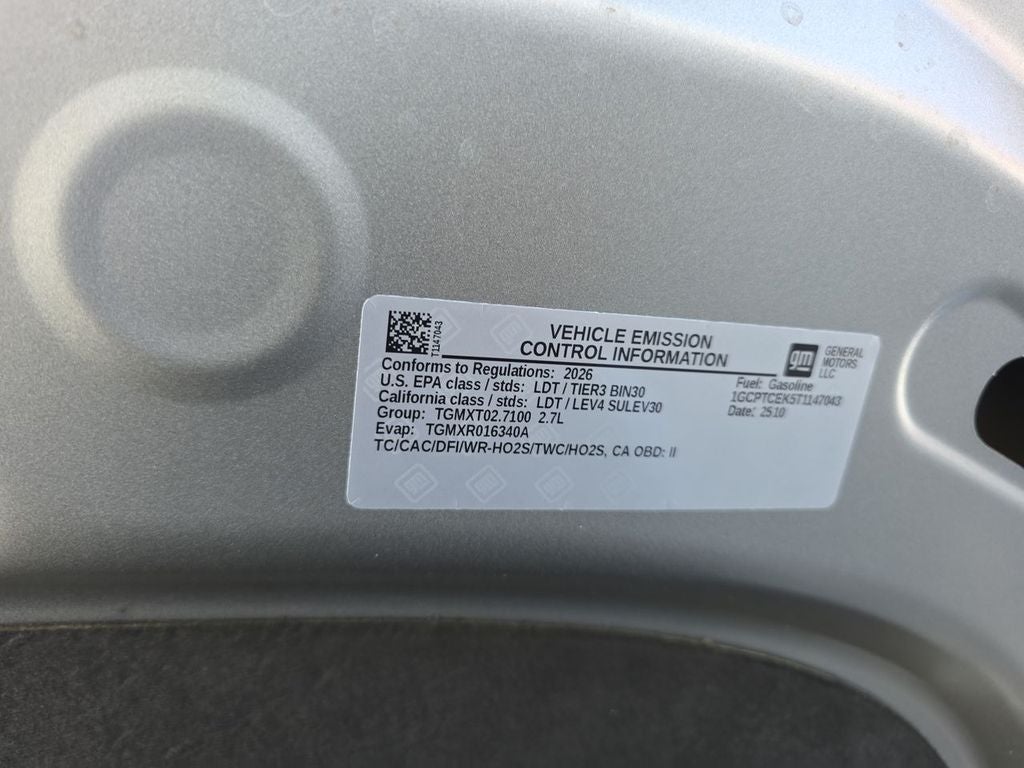 T1147043
VEHICLE EMISSION
CONTROL INFORMATION
gm
GENERAL
MOTORS
LLC
Conforms to Regulations: 2026
U.S. EPA class / stds: LDT / TIER3 BIN30
California class / stds: LDT / LEV4 SULEV30
Group: TGMXT02.7100 2.7L
Evap: TGMXR016340A
TC/CAC/DFI/WR-HO2S/TWC/HO2S, CA OBD: II
Fuel: Gasoline
1GCPTCEK5T1147043
Date: 2510